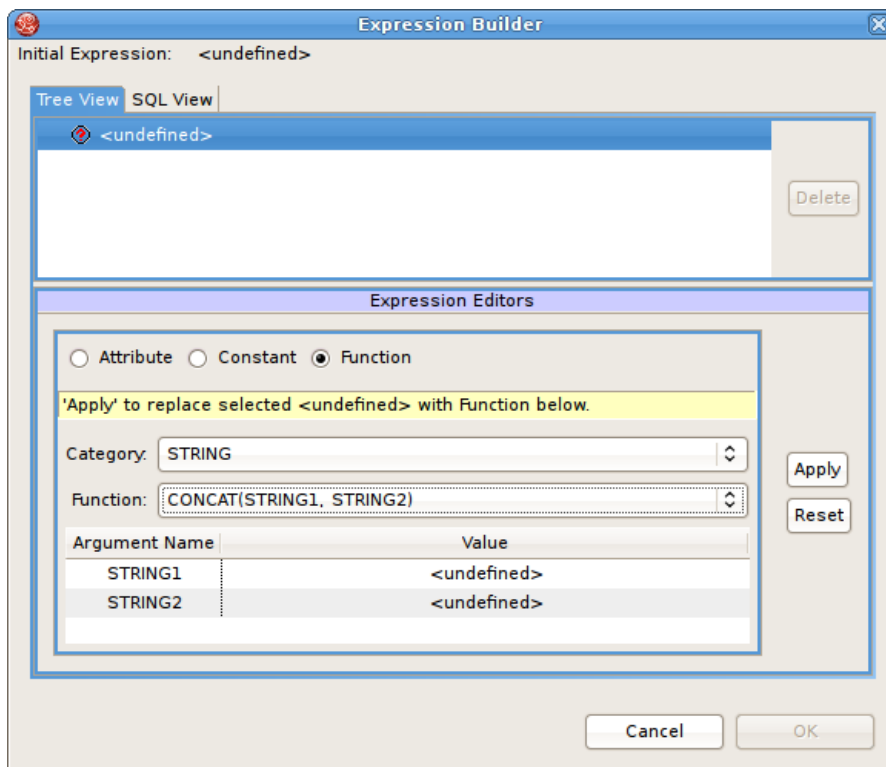 Expression Builder
Initial Expression: <undefined>
Tree View SQL View
<undefined>
Delete
Expression Editors
Attribute Constant Function
'Apply' to replace selected <undefined> with Function below.
Category: STRING
Apply
Function: CONCAT(STRING1, STRING2)
Reset
Argument Name Value
STRING1 <undefined>
STRING2 <undefined>
Cancel OK